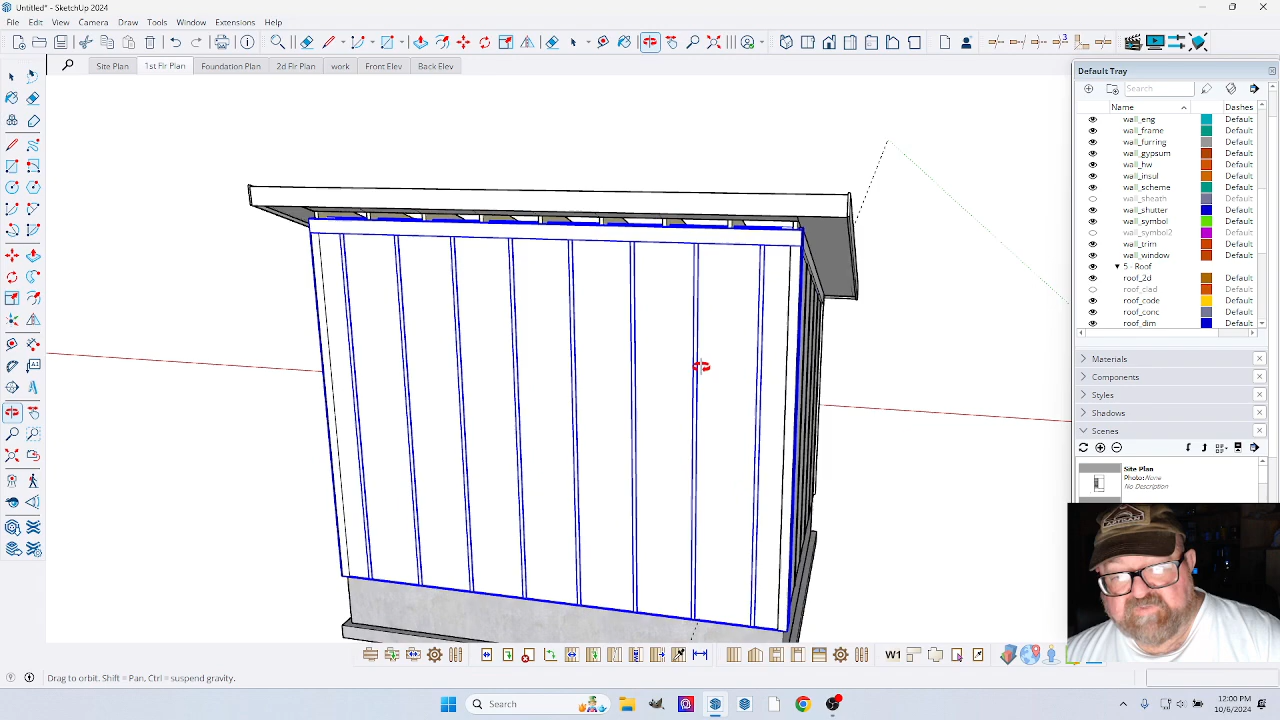 Untitled* - SketchUp 2024
File Edit View Camera Draw Tools Window Extensions Help
Site Plan 1st Flr Plan Foundation Plan 2d Flr Plan work Front Elev Back Elev
Default Tray
Search
Name Dashes
wall_eng Default
wall_frame Default
wall_furring Default
wall_gypsum Default
wall_hw Default
wall_insul Default
wall_scheme Default
wall_sheath Default
wall_shutter Default
wall_symbol Default
wall_symbol2 Default
wall_trim Default
wall_window Default
5 - Roof
roof_2d Default
roof_clad Default
roof_code Default
roof_conc Default
roof_dim Default
Materials
Components
Styles
Shadows
Scenes
Site Plan
Photo: None
No Description
W1
Drag to orbit. Shift = Pan, Ctrl = suspend gravity.
Search
12:00 PM
10/6/2024